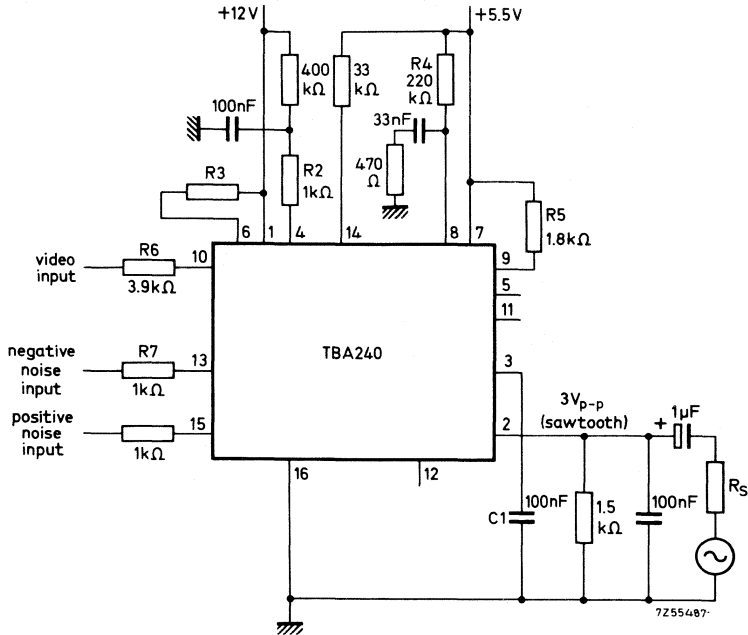 +12V
+5.5V
400
kΩ
33
kΩ
R4
220
kΩ
100nF
33nF
R2
1kΩ
470
Ω
R3
R5
1.8kΩ
6
1
4
14
8
7
video
input
R6
3.9kΩ
10
9
5
11
negative
noise
input
R7
1kΩ
13
TBA240
3
positive
noise
input
1kΩ
15
2
3Vp-p
(sawtooth)
+
1µF
16
12
RS
C1
100nF
1.5
kΩ
100nF
7Z55487·